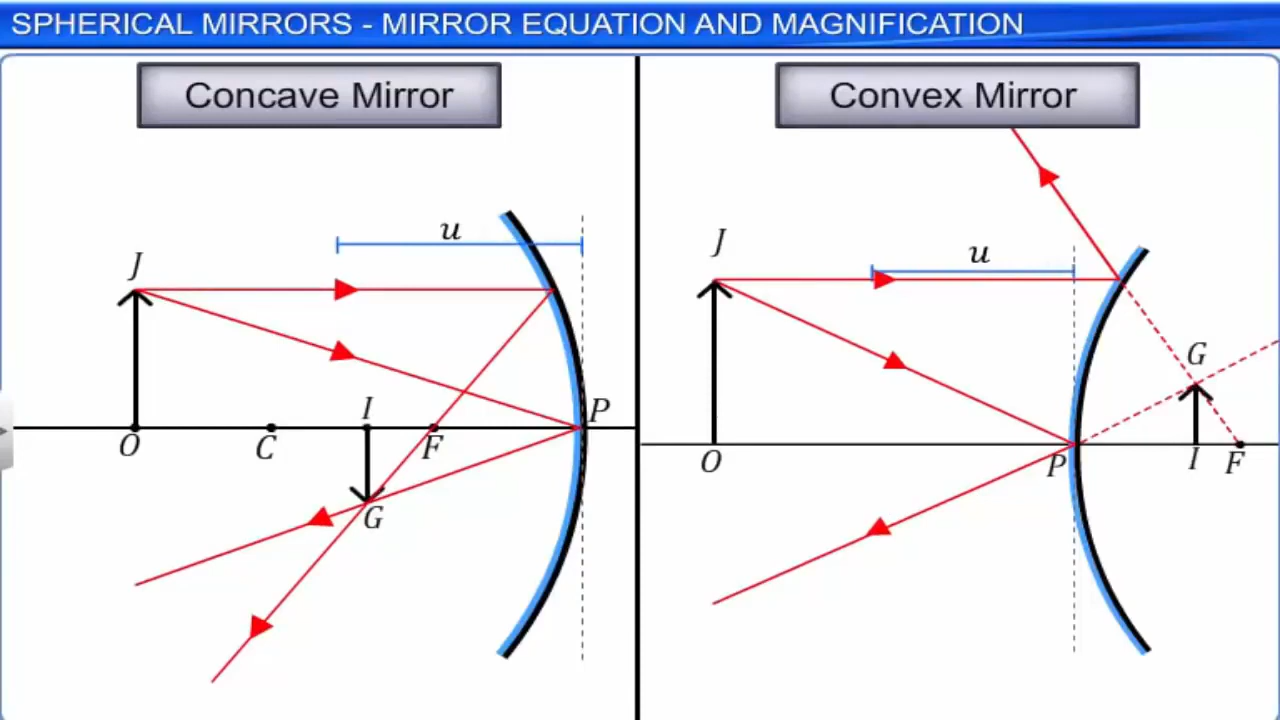 SPHERICAL MIRRORS - MIRROR EQUATION AND MAGNIFICATION
Concave Mirror
u
J
I
P
O
C
F
G
Convex Mirror
J
u
G
O
P
I
F